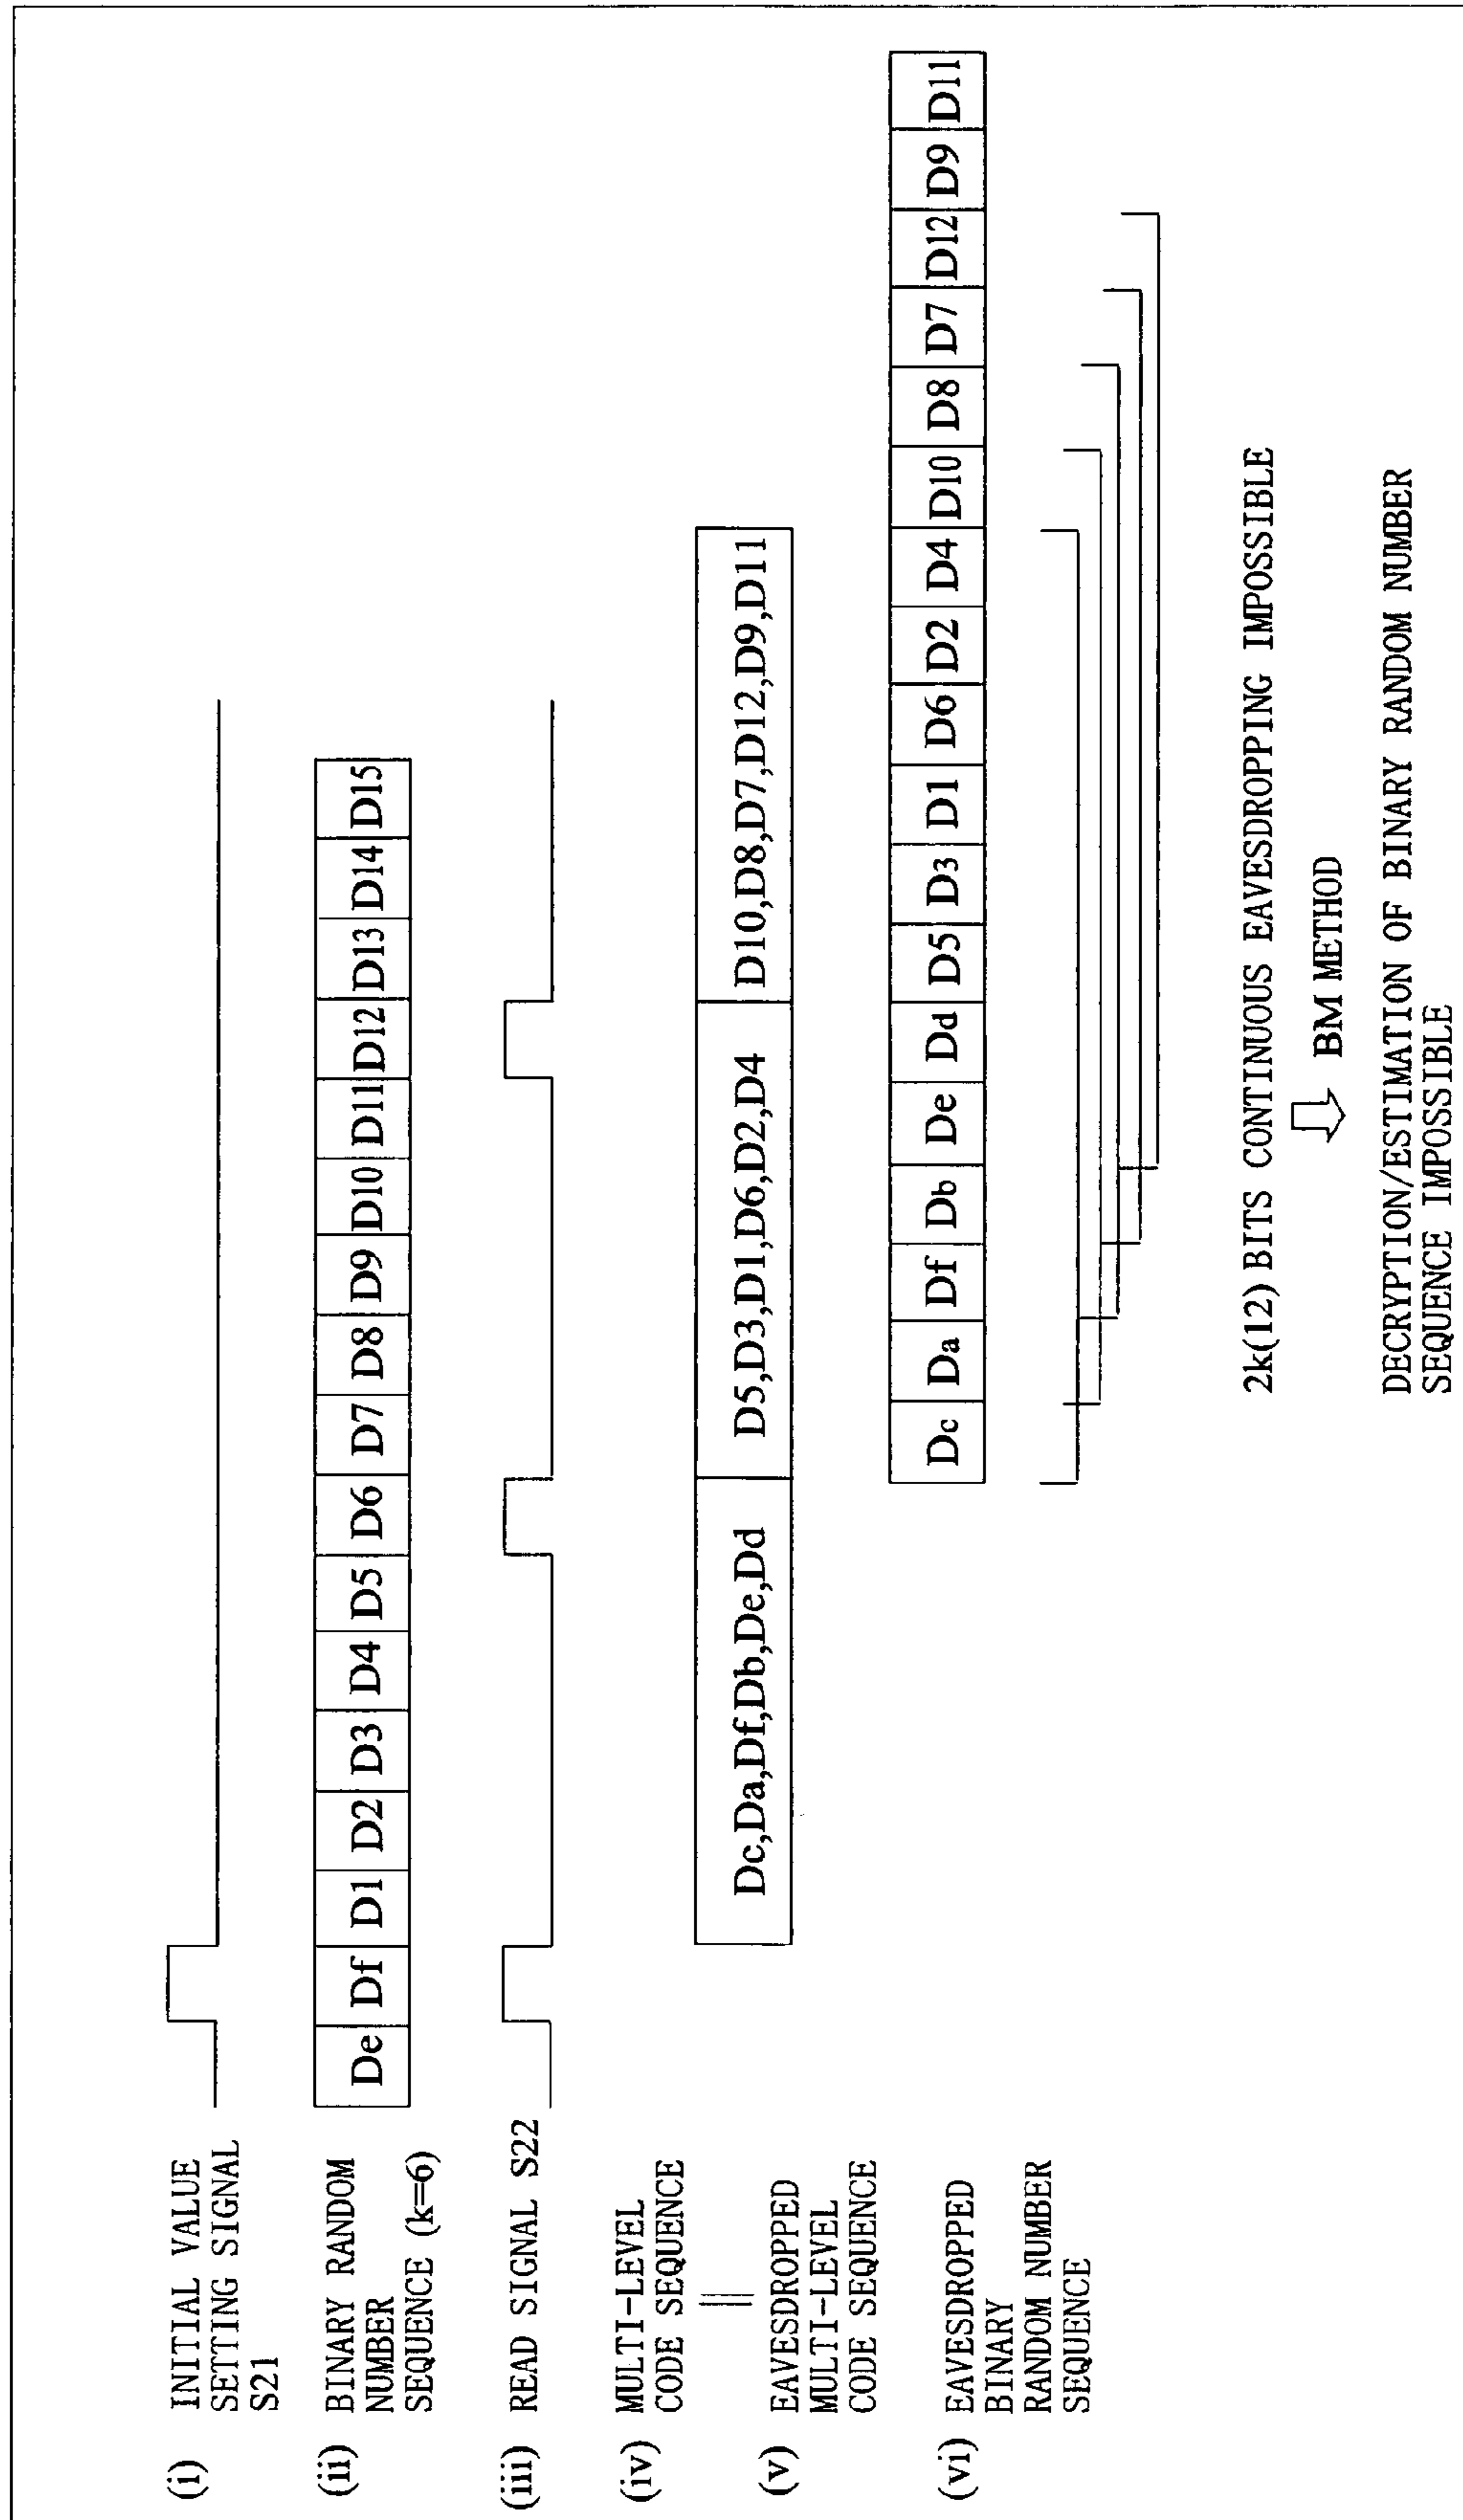 (i) INITIAL VALUE
SETTING SIGNAL
S21
(ii) BINARY RANDOM
NUMBER
SEQUENCE (k=6)
De Df D1 D2 D3 D4 D5 D6 D7 D8 D9 D10 D11 D12 D13 D14 D15
(iii) READ SIGNAL S22
(iv) MULTI-LEVEL
CODE SEQUENCE
(v) EAVESDROPPED
MULTI-LEVEL
CODE SEQUENCE
Dc,Da,Df,Db,De,Dd D5,D3,D1,D6,D2,D4 D10,D8,D7,D12,D9,D11
(vi) EAVESDROPPED
BINARY
RANDOM NUMBER
SEQUENCE
Dc Da Df Db De Dd D5 D3 D1 D6 D2 D4 D10 D8 D7 D12 D9 D11
2k(12) BITS CONTINUOUS EAVESDROPPING IMPOSSIBLE
BM METHOD
DECRYPTION/ESTIMATION OF BINARY RANDOM NUMBER
SEQUENCE IMPOSSIBLE